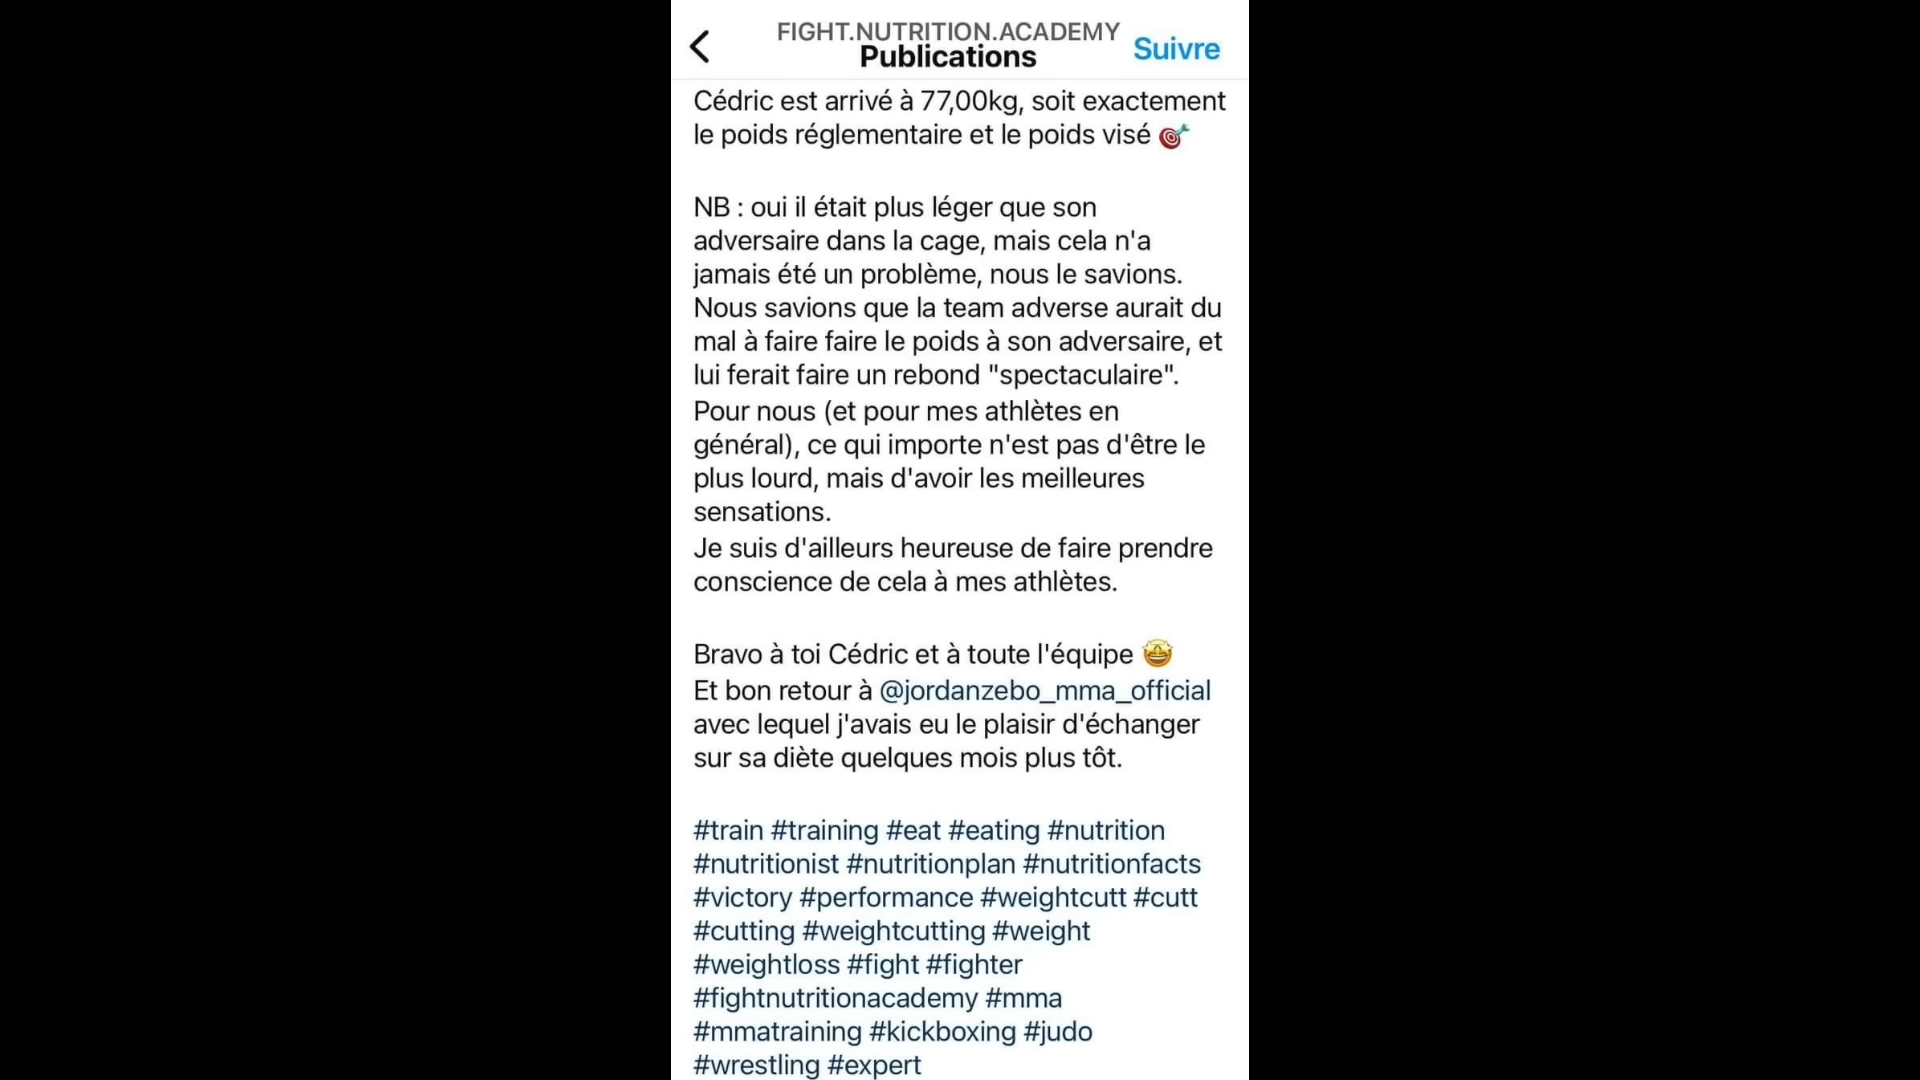 FIGHT.NUTRITION.ACADEMY
Publications
Suivre
Cédric est arrivé à 77,00kg, soit exactement
le poids réglementaire et le poids visé 🎯
NB : oui il était plus léger que son
adversaire dans la cage, mais cela n'a
jamais été un problème, nous le savions.
Nous savions que la team adverse aurait du
mal à faire faire le poids à son adversaire, et
lui ferait faire un rebond "spectaculaire".
Pour nous (et pour mes athlètes en
général), ce qui importe n'est pas d'être le
plus lourd, mais d'avoir les meilleures
sensations.
Je suis d'ailleurs heureuse de faire prendre
conscience de cela à mes athlètes.
Bravo à toi Cédric et à toute l'équipe 🤩
Et bon retour à @jordanzebo_mma_official
avec lequel j'avais eu le plaisir d'échanger
sur sa diète quelques mois plus tôt.
#train #training #eat #eating #nutrition
#nutritionist #nutritionplan #nutritionfacts
#victory #performance #weightcutt #cutt
#cutting #weightcutting #weight
#weightloss #fight #fighter
#fightnutritionacademy #mma
#mmatraining #kickboxing #judo
#wrestling #expert